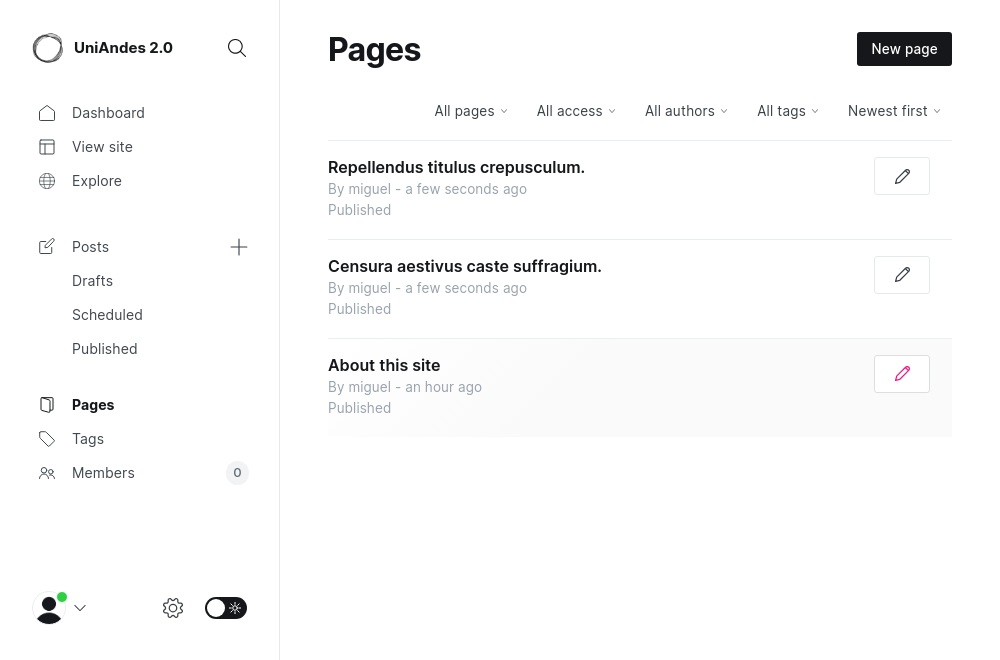 UniAndes 2.0
Dashboard
View site
Explore
Posts
Drafts
Scheduled
Published
Pages
Tags
Members 0
Pages
New page
All pages All access All authors All tags Newest first
Repellendus titulus crepusculum.
By miguel - a few seconds ago
Published
Censura aestivus caste suffragium.
By miguel - a few seconds ago
Published
About this site
By miguel - an hour ago
Published